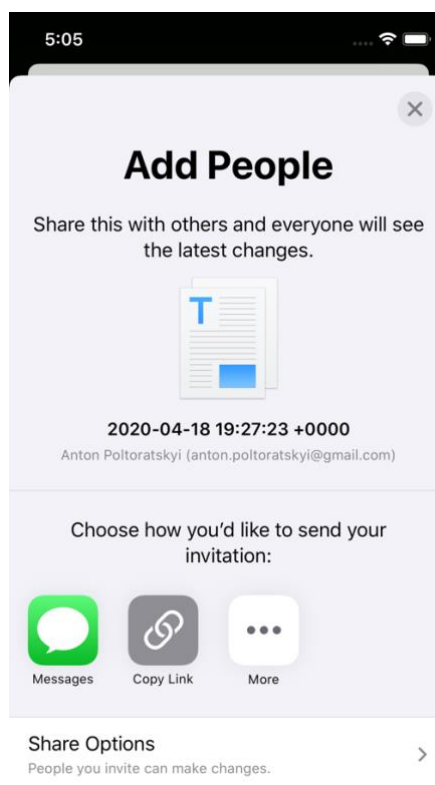 5:05
Add People
Share this with others and everyone will see
the latest changes.
T
2020-04-18 19:27:23 +0000
Anton Poltoratskyi (anton.poltoratskyi@gmail.com)
Choose how you’d like to send your
invitation:
Messages Copy Link More
Share Options
People you invite can make changes.